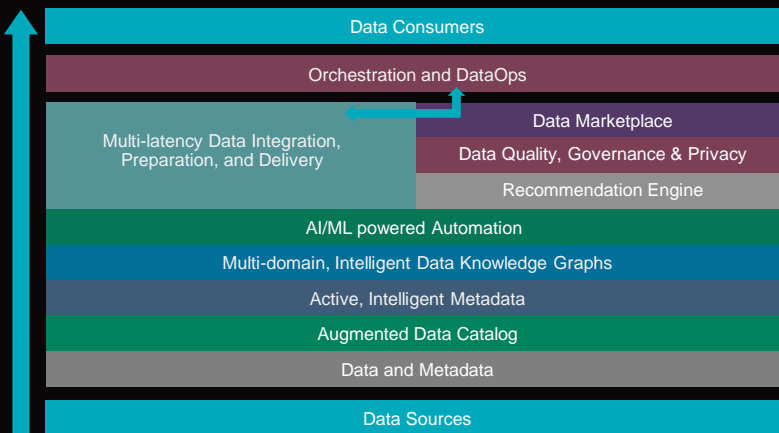 Data Consumers
Orchestration and DataOps
Multi-latency Data Integration,
Preparation, and Delivery
Data Marketplace
Data Quality, Governance & Privacy
Recommendation Engine
AI/ML powered Automation
Multi-domain, Intelligent Data Knowledge Graphs
Active, Intelligent Metadata
Augmented Data Catalog
Data and Metadata
Data Sources